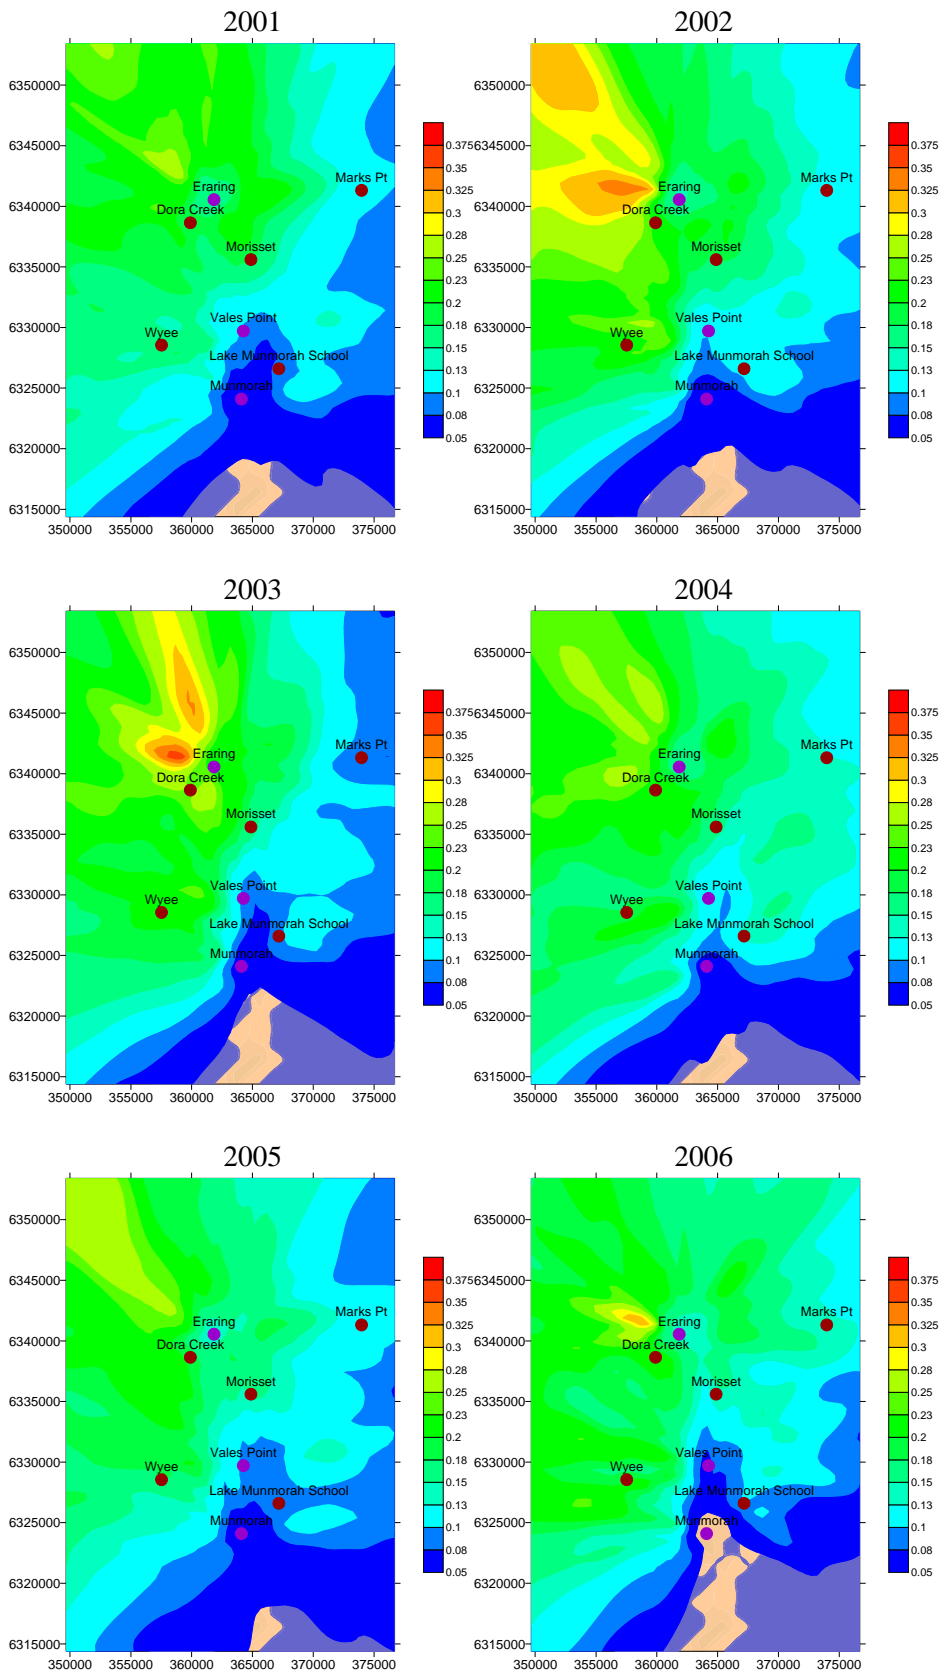 2001
2002
6350000
6345000
6340000
6335000
6330000
6325000
6320000
6315000
350000 355000 360000 365000 370000 375000
Marks Pt
Eraring
Dora Creek
Morisset
Vales Point
Wyee
Lake Munmorah School
Munmorah
0.375
0.35
0.325
0.3
0.28
0.25
0.23
0.2
0.18
0.15
0.13
0.1
0.08
0.05
6350000
6345000
6340000
6335000
6330000
6325000
6320000
6315000
350000 355000 360000 365000 370000 375000
Marks Pt
Eraring
Dora Creek
Morisset
Vales Point
Wyee
Lake Munmorah School
Munmorah
0.375
0.35
0.325
0.3
0.28
0.25
0.23
0.2
0.18
0.15
0.13
0.1
0.08
0.05
2003
2004
6350000
6345000
6340000
6335000
6330000
6325000
6320000
6315000
350000 355000 360000 365000 370000 375000
Marks Pt
Eraring
Dora Creek
Morisset
Vales Point
Wyee
Lake Munmorah School
Munmorah
0.375
0.35
0.325
0.3
0.28
0.25
0.23
0.2
0.18
0.15
0.13
0.1
0.08
0.05
6350000
6345000
6340000
6335000
6330000
6325000
6320000
6315000
350000 355000 360000 365000 370000 375000
Marks Pt
Eraring
Dora Creek
Morisset
Vales Point
Wyee
Lake Munmorah School
Munmorah
0.375
0.35
0.325
0.3
0.28
0.25
0.23
0.2
0.18
0.15
0.13
0.1
0.08
0.05
2005
2006
6350000
6345000
6340000
6335000
6330000
6325000
6320000
6315000
350000 355000 360000 365000 370000 375000
Marks Pt
Eraring
Dora Creek
Morisset
Vales Point
Wyee
Lake Munmorah School
Munmorah
0.375
0.35
0.325
0.3
0.28
0.25
0.23
0.2
0.18
0.15
0.13
0.1
0.08
0.05
6350000
6345000
6340000
6335000
6330000
6325000
6320000
6315000
350000 355000 360000 365000 370000 375000
Marks Pt
Eraring
Dora Creek
Morisset
Vales Point
Wyee
Lake Munmorah School
Munmorah
0.375
0.35
0.325
0.3
0.28
0.25
0.23
0.2
0.18
0.15
0.13
0.1
0.08
0.05